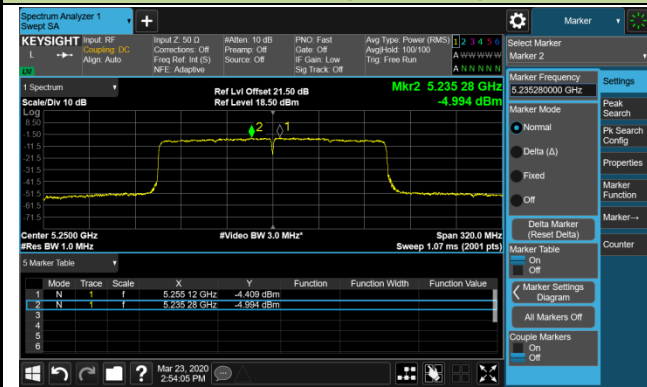 Spectrum Analyzer 1
Swept SA
+
Marker
KEYSIGHT
L
LXI
Input: RF
Coupling: DC
Align: Auto
Input Z: 50 Ω
Corrections: Off
Freq Ref: Int (S)
NFE: Adaptive
#Atten: 10 dB
Preamp: Off
Source: Off
PNO: Fast
Gate: Off
IF Gain: Low
Sig Track: Off
Avg Type: Power (RMS)
Avg|Hold: 100/100
Trig: Free Run
1 2 3 4 5 6
A W W W W W
A N N N N N
Select Marker
Marker 2
1 Spectrum
Scale/Div 10 dB
Ref Lvl Offset 21.50 dB
Ref Level 18.50 dBm
Mkr2 5.235 28 GHz
-4.994 dBm
Log
8.50
-1.50
-11.5
-21.5
-31.5
-41.5
-51.5
-61.5
-71.5
2
1
Center 5.2500 GHz
#Res BW 1.0 MHz
#Video BW 3.0 MHz*
Span 320.0 MHz
Sweep 1.07 ms (2001 pts)
5 Marker Table
Mode Trace Scale X Y Function Function Width Function Value
1 N 1 f 5.255 12 GHz -4.409 dBm
2 N 1 f 5.235 28 GHz -4.994 dBm
3
4
5
6
Marker Frequency
5.235280000 GHz
Marker Mode
Normal
Delta (Δ)
Fixed
Off
Delta Marker
(Reset Delta)
Marker Table
On
Off
Marker Settings
Diagram
All Markers Off
Couple Markers
On
Off
Settings
Peak
Search
Pk Search
Config
Properties
Marker
Function
Marker→
Counter
?
Mar 23, 2020
2:54:05 PM